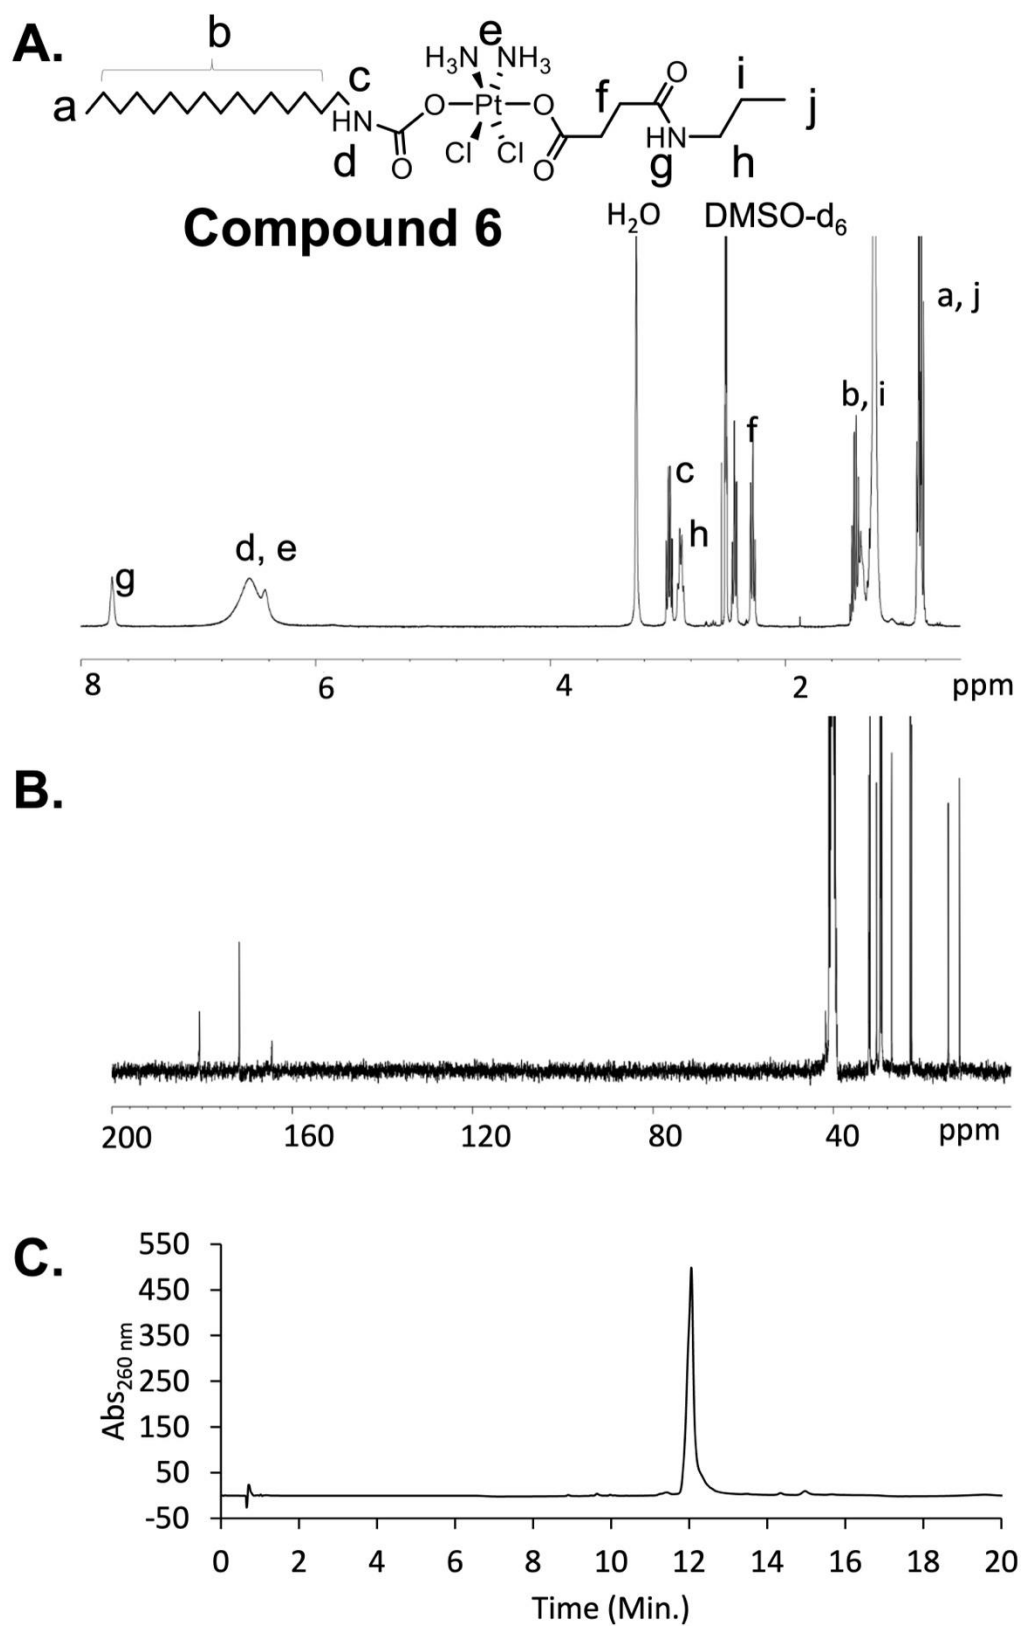 A.
b
e
H₃N NH₃
a
c
f
O
i
j
HN
O
Pt
O
d
O
Cl Cl
O
HN
g
h
Compound 6
H₂O
DMSO-d₆
a, j
b, i
f
c
h
d, e
g
8 6 4 2 ppm
B.
200 160 120 80 40 ppm
C.
550
450
350
250
150
50
-50
Abs₂₆₀ ₙₘ
0 2 4 6 8 10 12 14 16 18 20
Time (Min.)